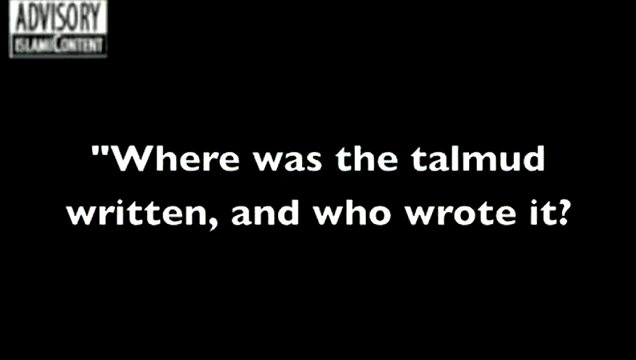 ADVISORY
ISLAMIC CONTENT
"Where was the talmud
written, and who wrote it?